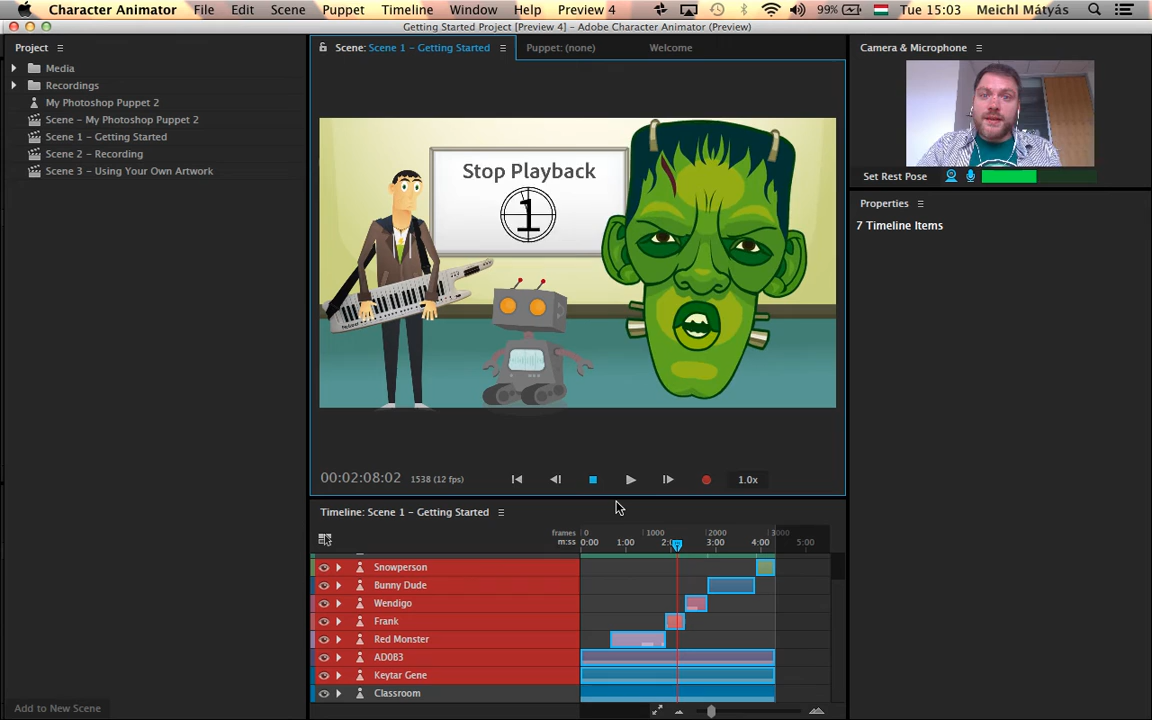 Character Animator File Edit Scene Puppet Timeline Window Help Preview 4 99% Tue 15:03 Meichl Mátyás
Getting Started Project [Preview 4] - Adobe Character Animator (Preview)
Project
Media
Recordings
My Photoshop Puppet 2
Scene - My Photoshop Puppet 2
Scene 1 - Getting Started
Scene 2 - Recording
Scene 3 - Using Your Own Artwork
Add to New Scene
Scene: Scene 1 - Getting Started Puppet: (none) Welcome
Stop Playback
1
00:02:08:02 1538 (12 fps) 1.0x
Camera & Microphone
Set Rest Pose
Properties
7 Timeline Items
Timeline: Scene 1 - Getting Started
frames 0 1000 2000 3000
m:ss 0:00 1:00 3:00 4:00 5:00
Snowperson
Bunny Dude
Wendigo
Frank
Red Monster
AD0B3
Keytar Gene
Classroom